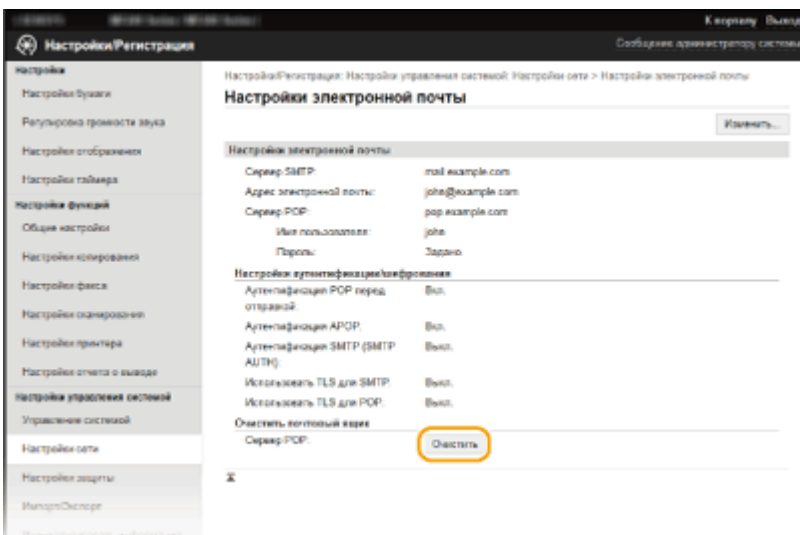 К порталу Выход
Настройки/Регистрация
Сообщение администратору системы
Настройки
Настройки бумаги
Регулировка громкости звука
Настройки отображения
Настройки таймера
Настройки функций
Общие настройки
Настройки копирования
Настройки факса
Настройки сканирования
Настройки принтера
Настройки отчета о выводе
Настройки управления системой
Управление системой
Настройки сети
Настройки защиты
Импорт/Экспорт
Настройки/Регистрация: Настройки управления системой: Настройки сети > Настройки электронной почты
Настройки электронной почты
Изменить...
Настройки электронной почты
Сервер SMTP: mail.example.com
Адрес электронной почты: john@example.com
Сервер POP: pop.example.com
Имя пользователя: john
Пароль: Задано.
Настройки аутентификации/шифрования
Аутентификация POP перед Вкл.
отправкой:
Аутентификация APOP: Вкл.
Аутентификация SMTP (SMTP Выкл.
AUTH):
Использовать TLS для SMTP: Выкл.
Использовать TLS для POP: Выкл.
Очистить почтовый ящик
Сервер POP: Очистить